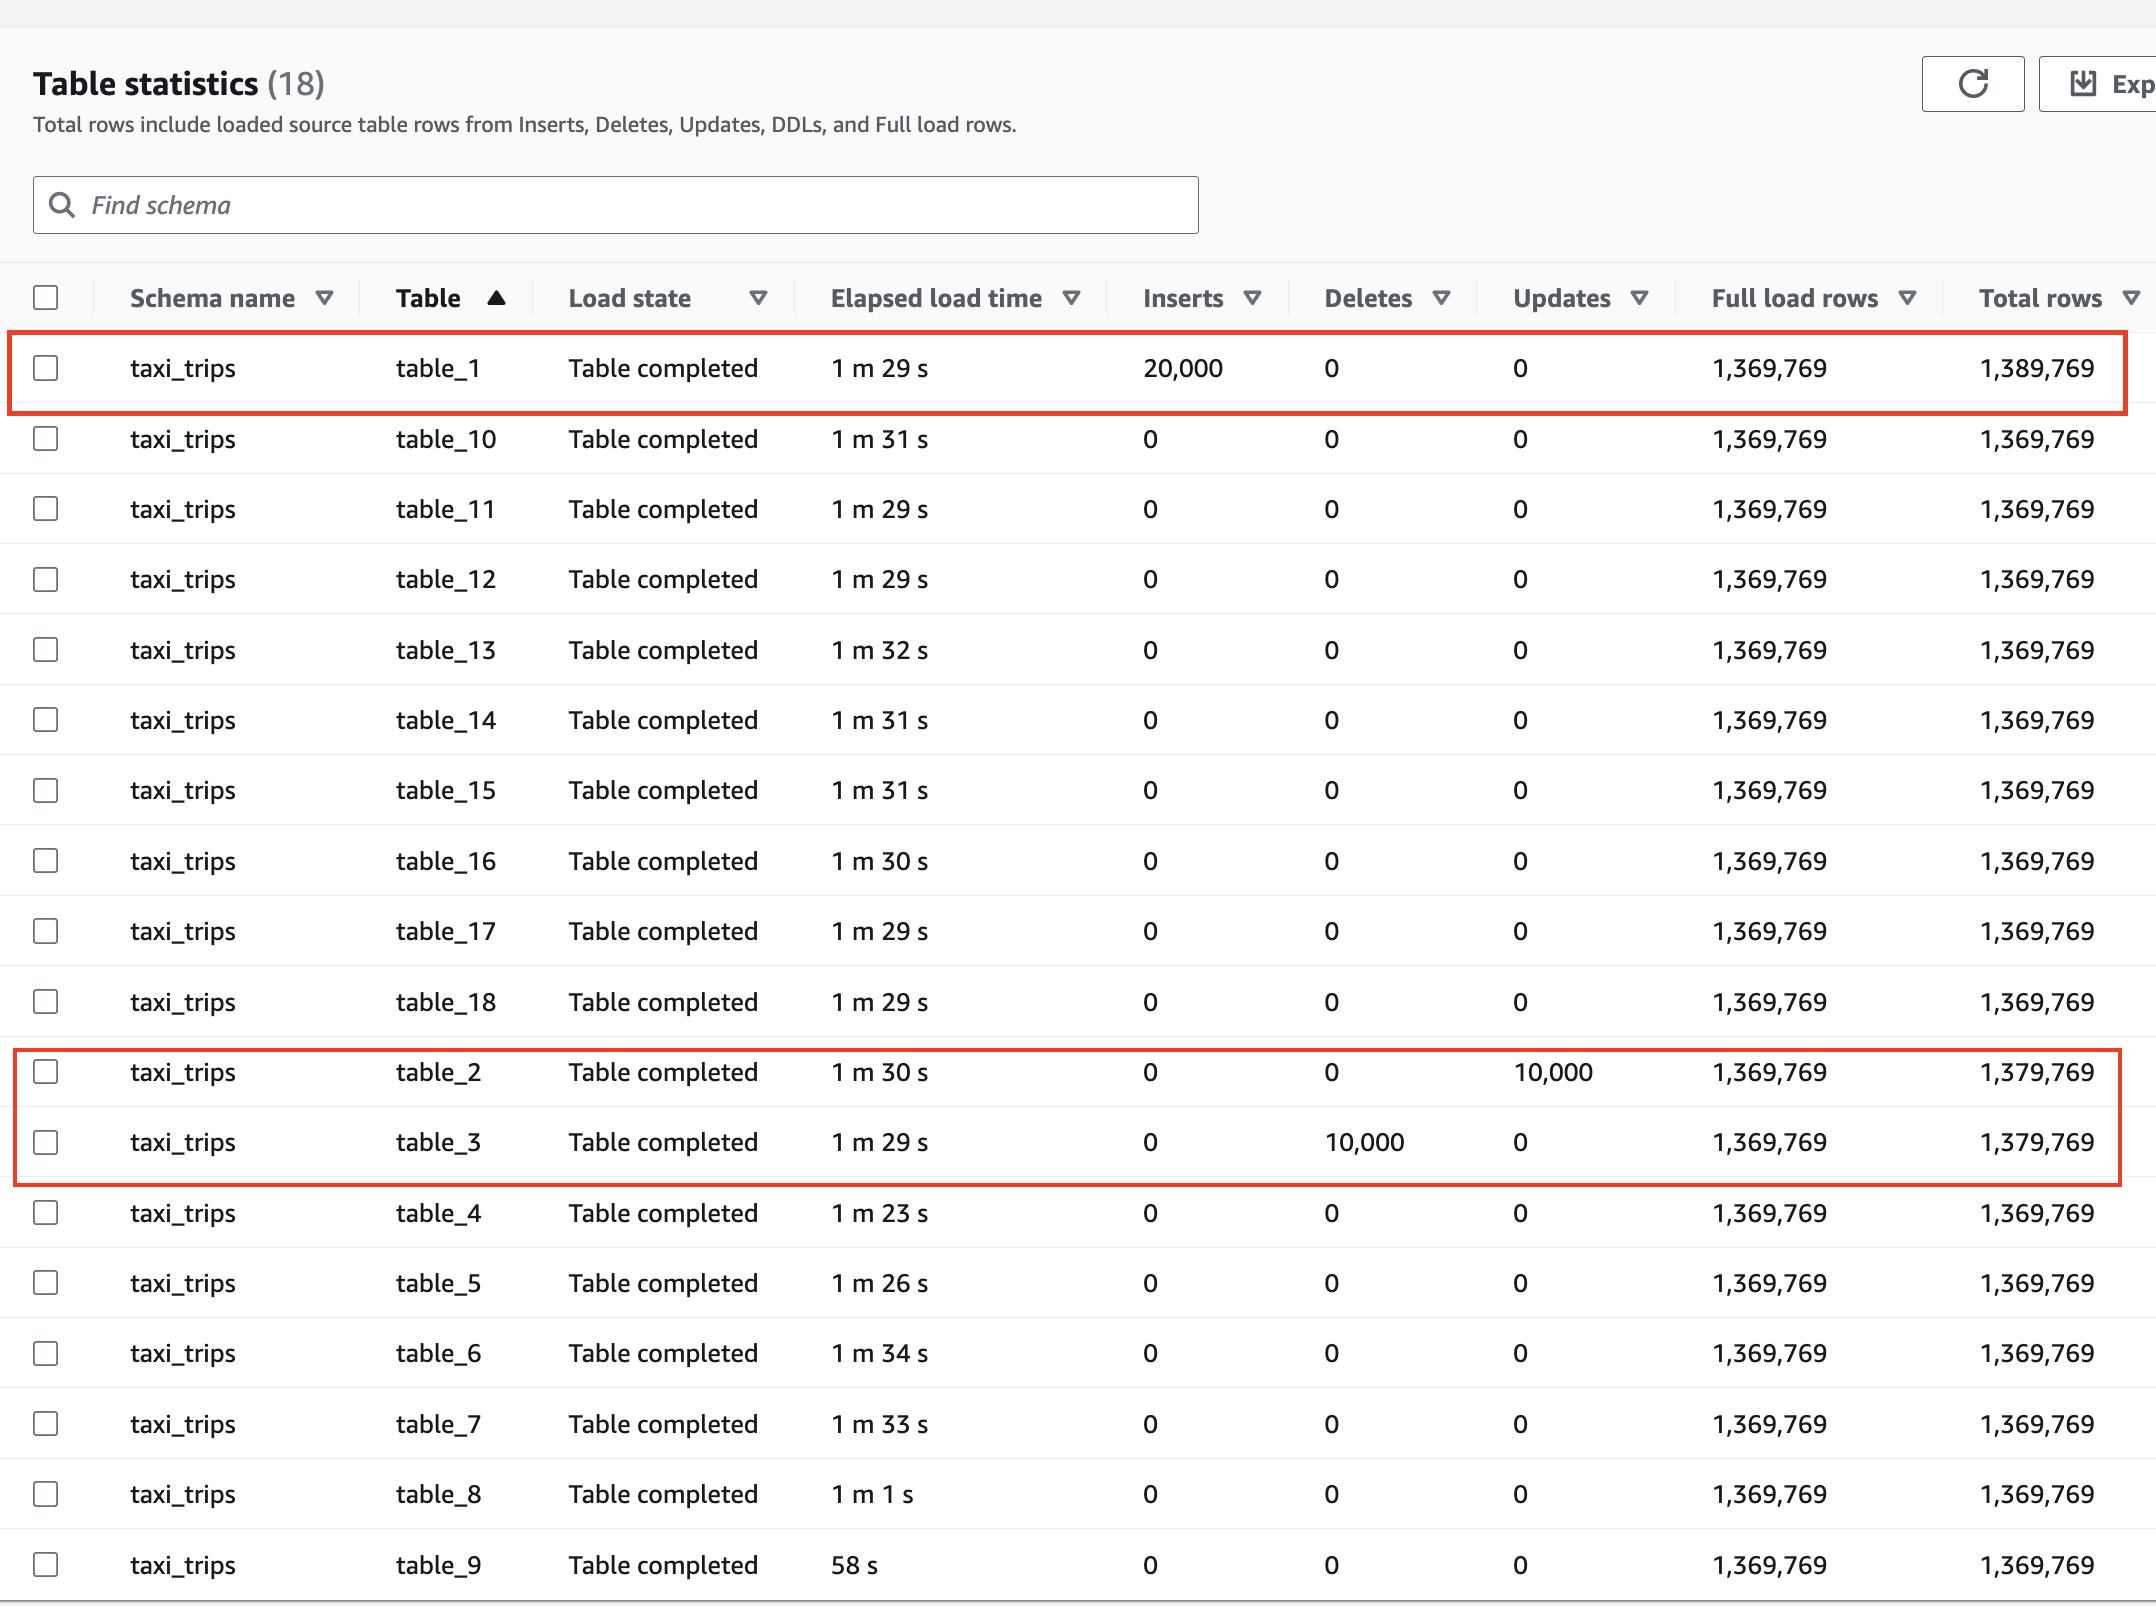 Table statistics (18)
Total rows include loaded source table rows from Inserts, Deletes, Updates, DDLs, and Full load rows.
Exp
Find schema
Schema name Table Load state Elapsed load time Inserts Deletes Updates Full load rows Total rows
taxi_trips table_1 Table completed 1 m 29 s 20,000 0 0 1,369,769 1,389,769
taxi_trips table_10 Table completed 1 m 31 s 0 0 0 1,369,769 1,369,769
taxi_trips table_11 Table completed 1 m 29 s 0 0 0 1,369,769 1,369,769
taxi_trips table_12 Table completed 1 m 29 s 0 0 0 1,369,769 1,369,769
taxi_trips table_13 Table completed 1 m 32 s 0 0 0 1,369,769 1,369,769
taxi_trips table_14 Table completed 1 m 31 s 0 0 0 1,369,769 1,369,769
taxi_trips table_15 Table completed 1 m 31 s 0 0 0 1,369,769 1,369,769
taxi_trips table_16 Table completed 1 m 30 s 0 0 0 1,369,769 1,369,769
taxi_trips table_17 Table completed 1 m 29 s 0 0 0 1,369,769 1,369,769
taxi_trips table_18 Table completed 1 m 29 s 0 0 0 1,369,769 1,369,769
taxi_trips table_2 Table completed 1 m 30 s 0 0 10,000 1,369,769 1,379,769
taxi_trips table_3 Table completed 1 m 29 s 0 10,000 0 1,369,769 1,379,769
taxi_trips table_4 Table completed 1 m 23 s 0 0 0 1,369,769 1,369,769
taxi_trips table_5 Table completed 1 m 26 s 0 0 0 1,369,769 1,369,769
taxi_trips table_6 Table completed 1 m 34 s 0 0 0 1,369,769 1,369,769
taxi_trips table_7 Table completed 1 m 33 s 0 0 0 1,369,769 1,369,769
taxi_trips table_8 Table completed 1 m 1 s 0 0 0 1,369,769 1,369,769
taxi_trips table_9 Table completed 58 s 0 0 0 1,369,769 1,369,769